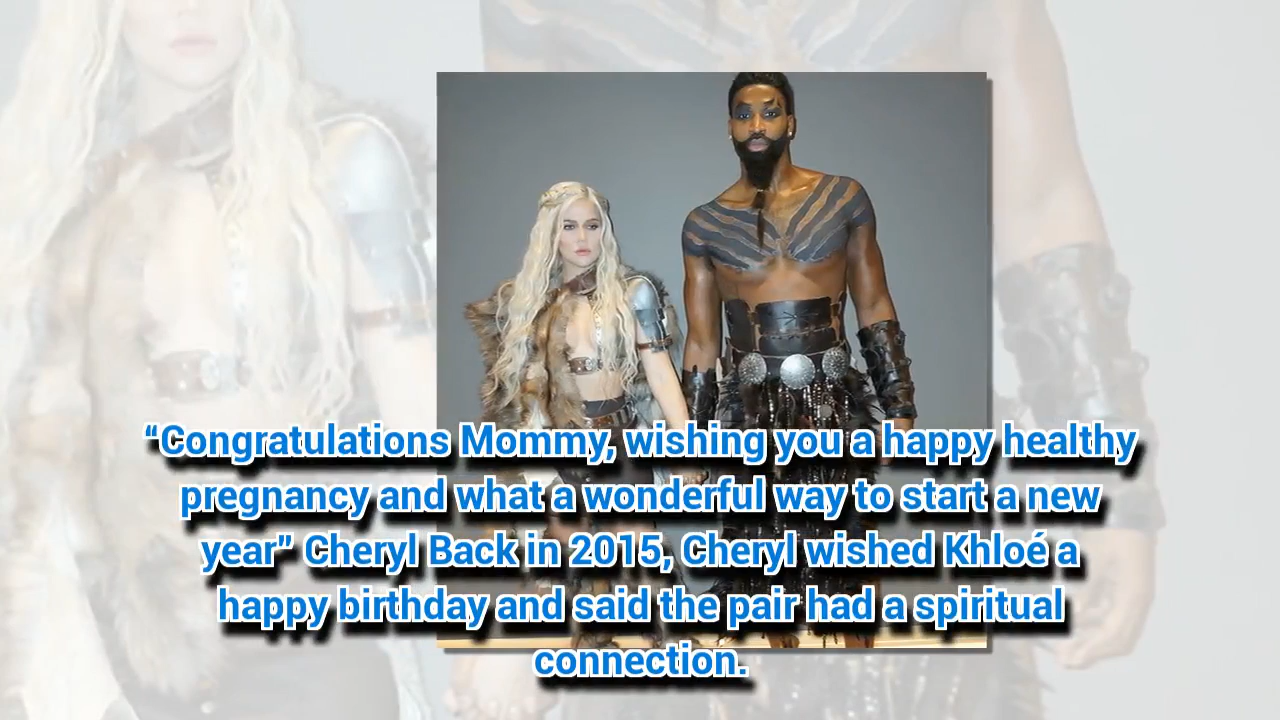 “Congratulations Mommy, wishing you a happy healthy
pregnancy and what a wonderful way to start a new
year” Cheryl Back in 2015, Cheryl wished Khloé a
happy birthday and said the pair had a spiritual
connection.